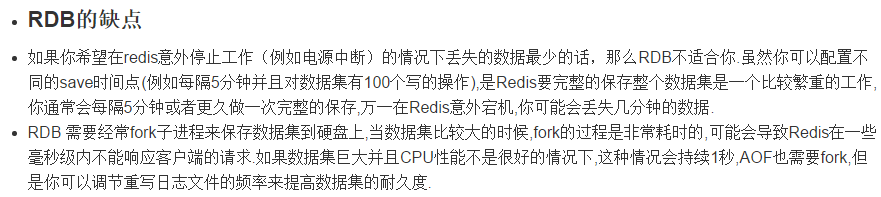 RDB的缺点
如果你希望在redis意外停止工作（例如电源中断）的情况下丢失的数据最少的话，那么RDB不适合你.虽然你可以配置不
同的save时间点(例如每隔5分钟并且对数据集有100个写的操作),是Redis要完整的保存整个数据集是一个比较繁重的工作,
你通常会每隔5分钟或者更久做一次完整的保存,万一在Redis意外宕机,你可能会丢失几分钟的数据.
RDB 需要经常fork子进程来保存数据集到硬盘上,当数据集比较大的时候,fork的过程是非常耗时的,可能会导致Redis在一些
毫秒级内不能响应客户端的请求.如果数据集巨大并且CPU性能不是很好的情况下,这种情况会持续1秒,AOF也需要fork,但
是你可以调节重写日志文件的频率来提高数据集的耐久度.